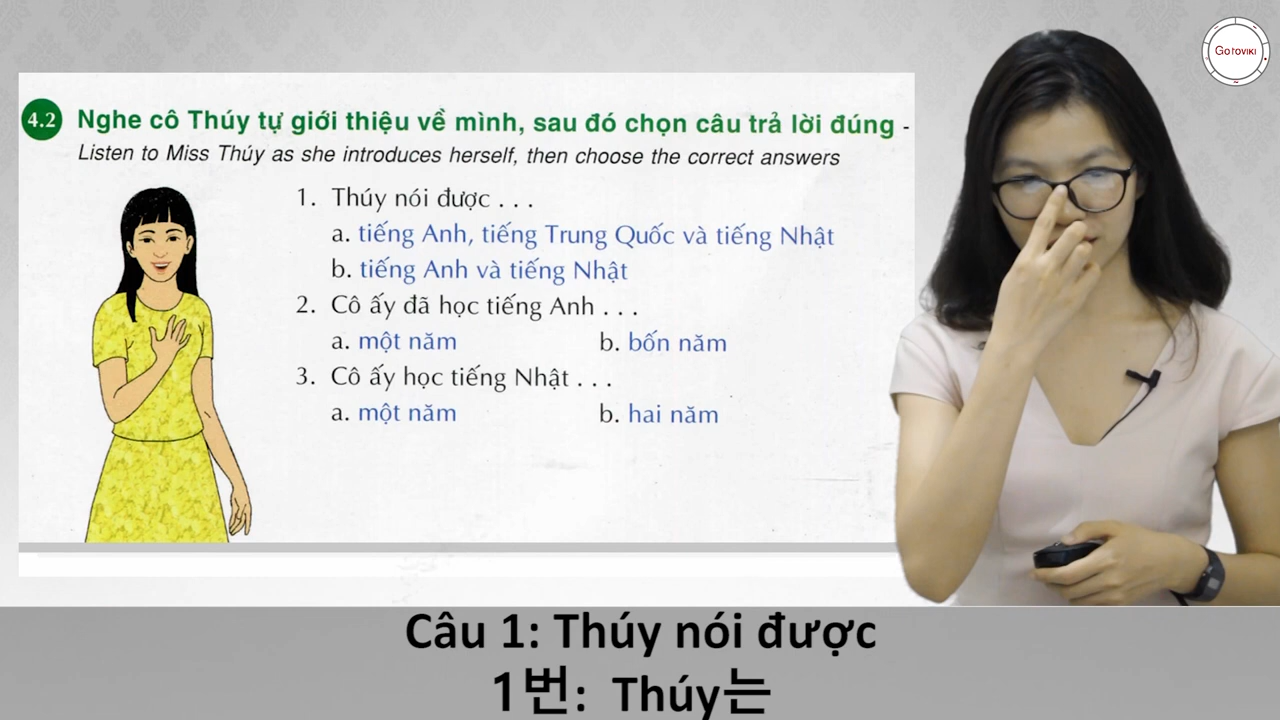 GoTOVIKI
4.2 Nghe cô Thúy tự giới thiệu về mình, sau đó chọn câu trả lời đúng -
Listen to Miss Thúy as she introduces herself, then choose the correct answers
1. Thúy nói được . . .
a. tiếng Anh, tiếng Trung Quốc và tiếng Nhật
b. tiếng Anh và tiếng Nhật
2. Cô ấy đã học tiếng Anh . . .
a. một năm b. bốn năm
3. Cô ấy học tiếng Nhật . . .
a. một năm b. hai năm
Câu 1: Thúy nói được
1번: Thúy는